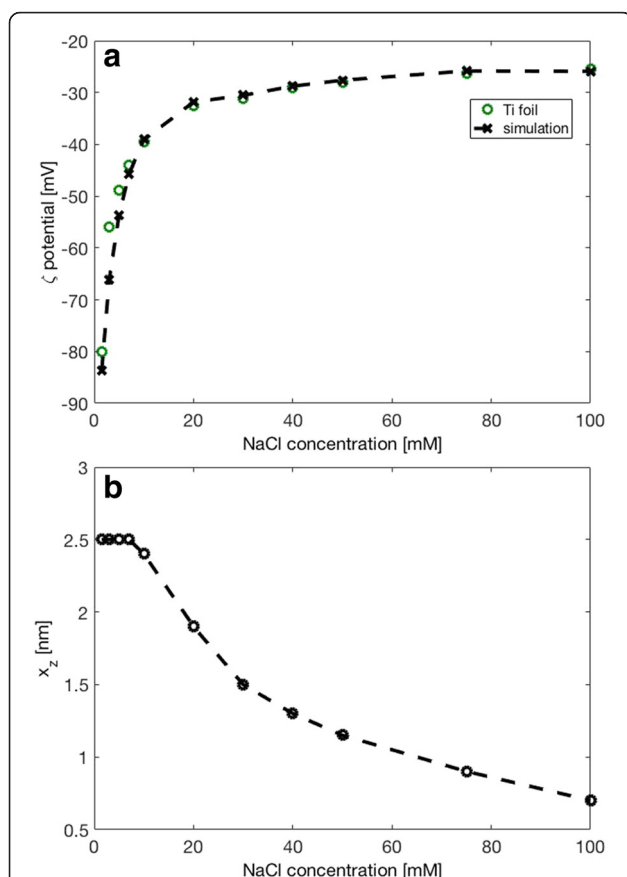 a
-20
-30
-40
-50
-60
-70
-80
-90
ζ potential [mV]
Ti foil
simulation
0 20 40 60 80 100
NaCl concentration [mM]
b
3
2.5
2
1.5
1
0.5
x_z [nm]
0 20 40 60 80 100
NaCl concentration [mM]